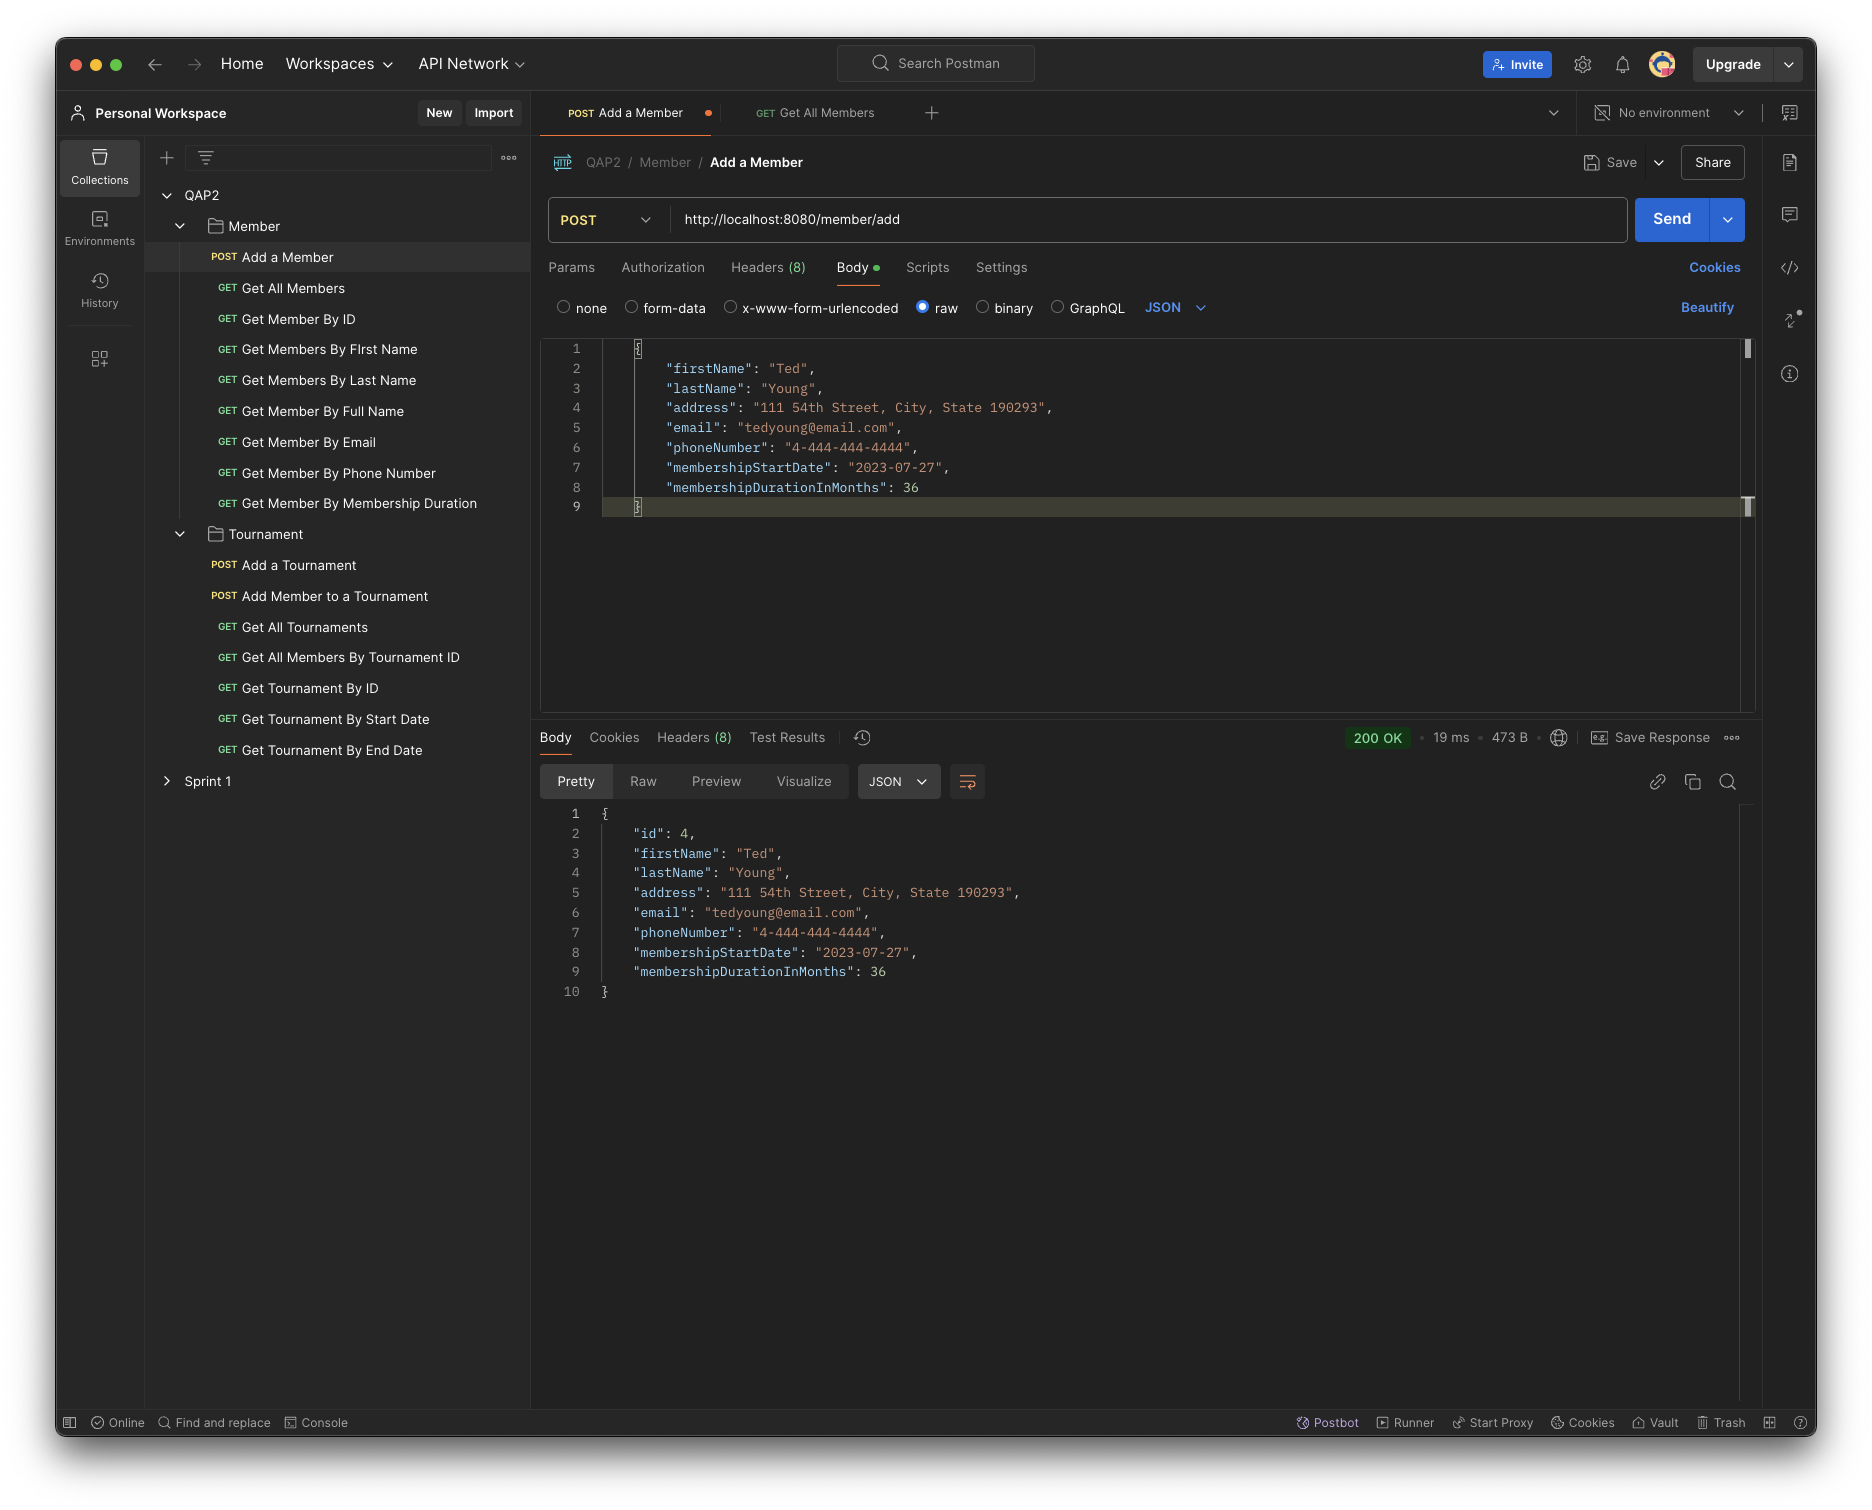 Home Workspaces API Network Search Postman Invite Upgrade
Personal Workspace New Import
POST Add a Member GET Get All Members No environment
Collections
Environments
History
QAP2
Member
POST Add a Member
GET Get All Members
GET Get Member By ID
GET Get Members By FIrst Name
GET Get Members By Last Name
GET Get Member By Full Name
GET Get Member By Email
GET Get Member By Phone Number
GET Get Member By Membership Duration
Tournament
POST Add a Tournament
POST Add Member to a Tournament
GET Get All Tournaments
GET Get All Members By Tournament ID
GET Get Tournament By ID
GET Get Tournament By Start Date
GET Get Tournament By End Date
Sprint 1
HTTP QAP2 / Member / Add a Member Save Share
POST http://localhost:8080/member/add Send
Params Authorization Headers (8) Body Scripts Settings Cookies
none form-data x-www-form-urlencoded raw binary GraphQL JSON Beautify
1 {
2 "firstName": "Ted",
3 "lastName": "Young",
4 "address": "111 54th Street, City, State 190293",
5 "email": "tedyoung@email.com",
6 "phoneNumber": "4-444-444-4444",
7 "membershipStartDate": "2023-07-27",
8 "membershipDurationInMonths": 36
9 }
Body Cookies Headers (8) Test Results 200 OK 19 ms 473 B e.g. Save Response
Pretty Raw Preview Visualize JSON
1 {
2 "id": 4,
3 "firstName": "Ted",
4 "lastName": "Young",
5 "address": "111 54th Street, City, State 190293",
6 "email": "tedyoung@email.com",
7 "phoneNumber": "4-444-444-4444",
8 "membershipStartDate": "2023-07-27",
9 "membershipDurationInMonths": 36
10 }
Online Find and replace Console Postbot Runner Start Proxy Cookies Vault Trash